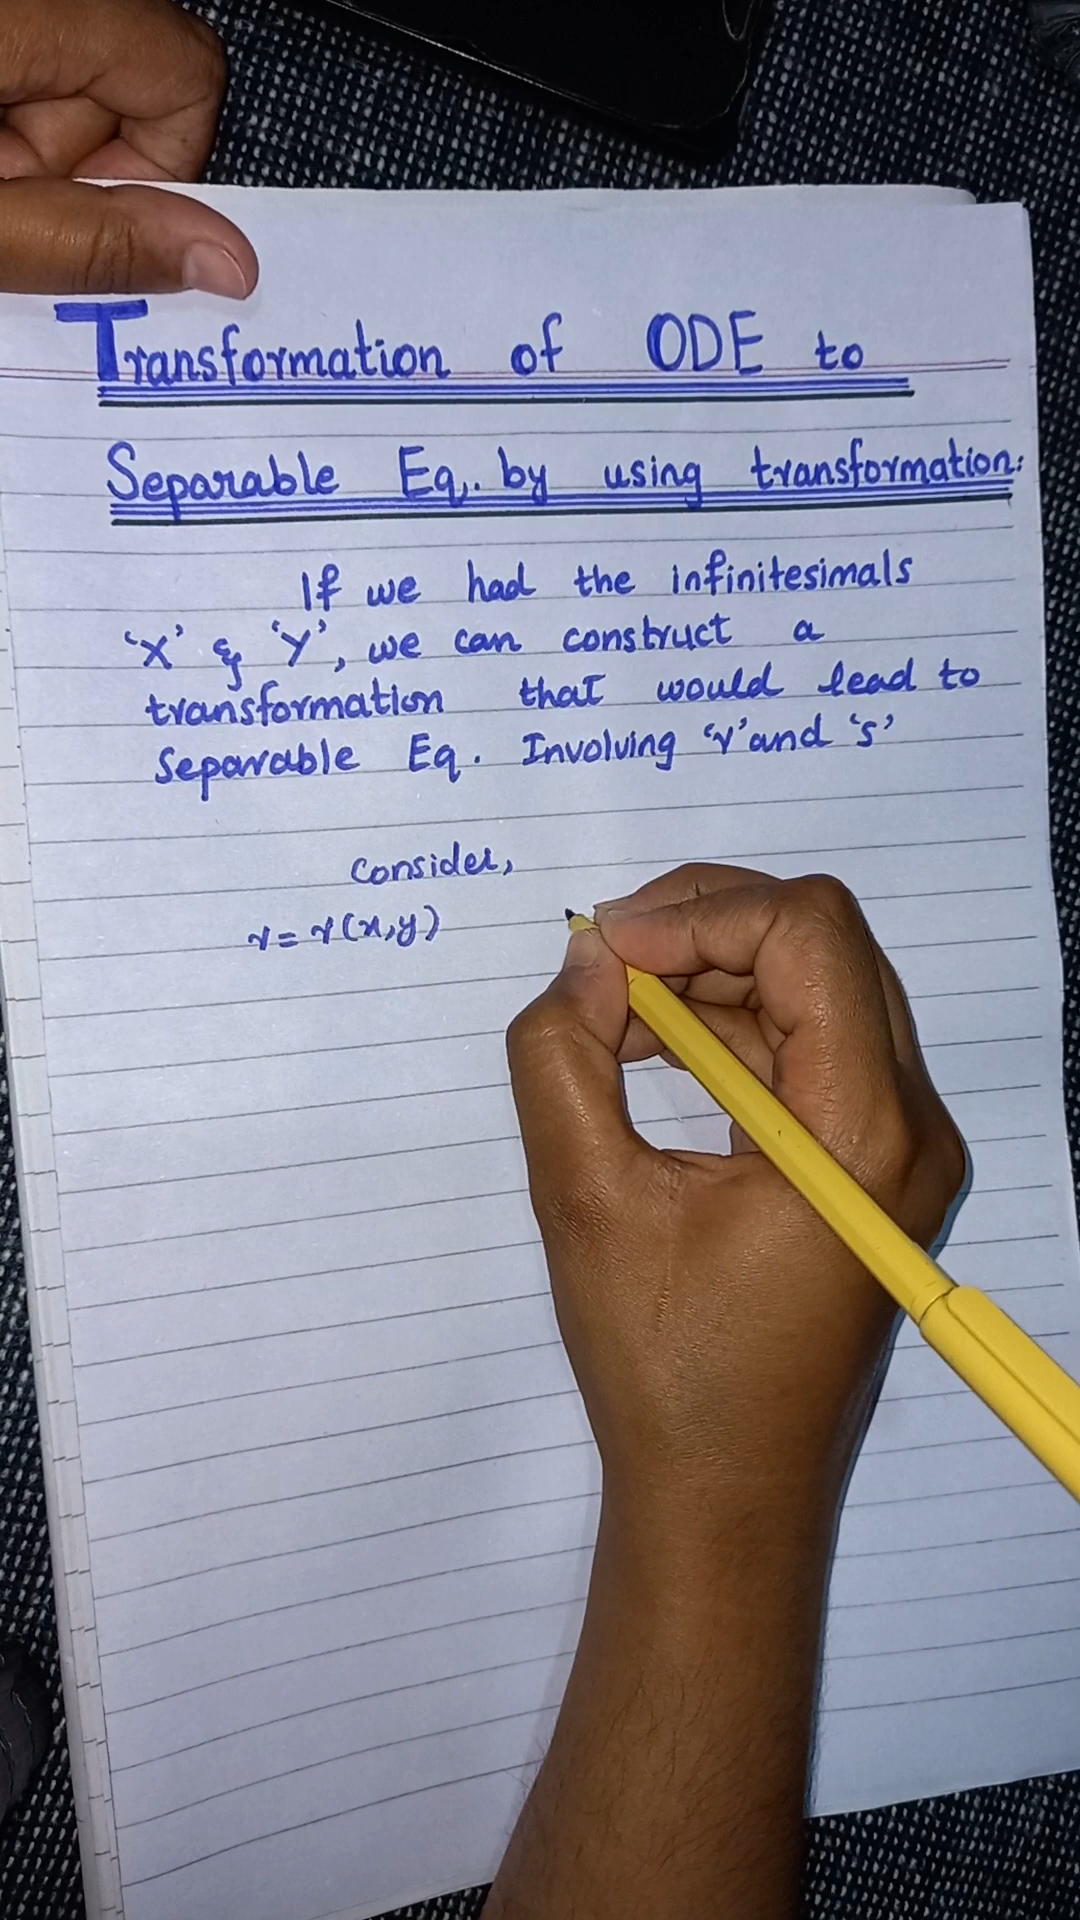 Transformation of ODE to
Separable Eq. by using transformation:
If we had the infinitesimals
'X' & 'Y', we can construct a
transformation that would lead to
Separable Eq. Involving 'r' and 's'
Consider,
r = r(x,y)